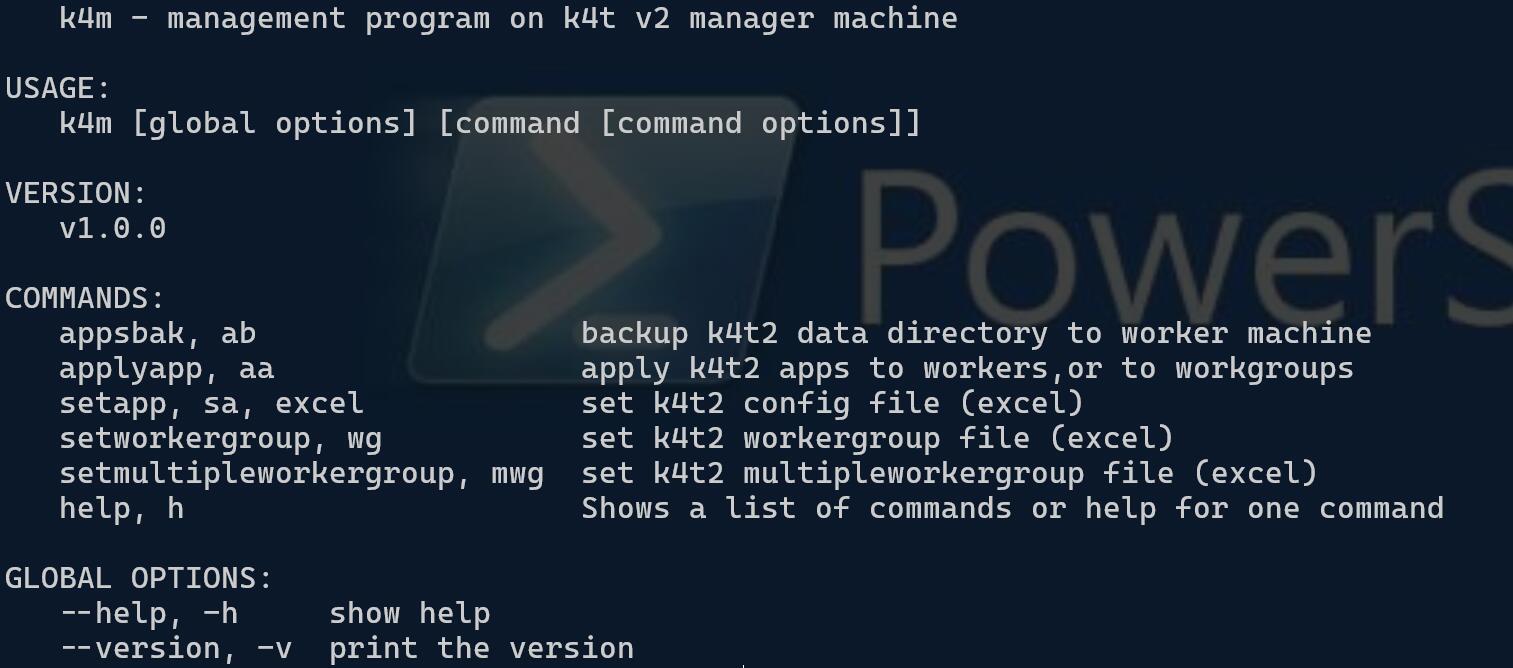 k4m - management program on k4t v2 manager machine
USAGE:
k4m [global options] [command [command options]]
VERSION:
v1.0.0
COMMANDS:
appsbak, ab backup k4t2 data directory to worker machine
applyapp, aa apply k4t2 apps to workers,or to workgroups
setapp, sa, excel set k4t2 config file (excel)
setworkergroup, wg set k4t2 workergroup file (excel)
setmultipleworkergroup, mwg set k4t2 multipleworkergroup file (excel)
help, h Shows a list of commands or help for one command
GLOBAL OPTIONS:
--help, -h show help
--version, -v print the version
PowerS